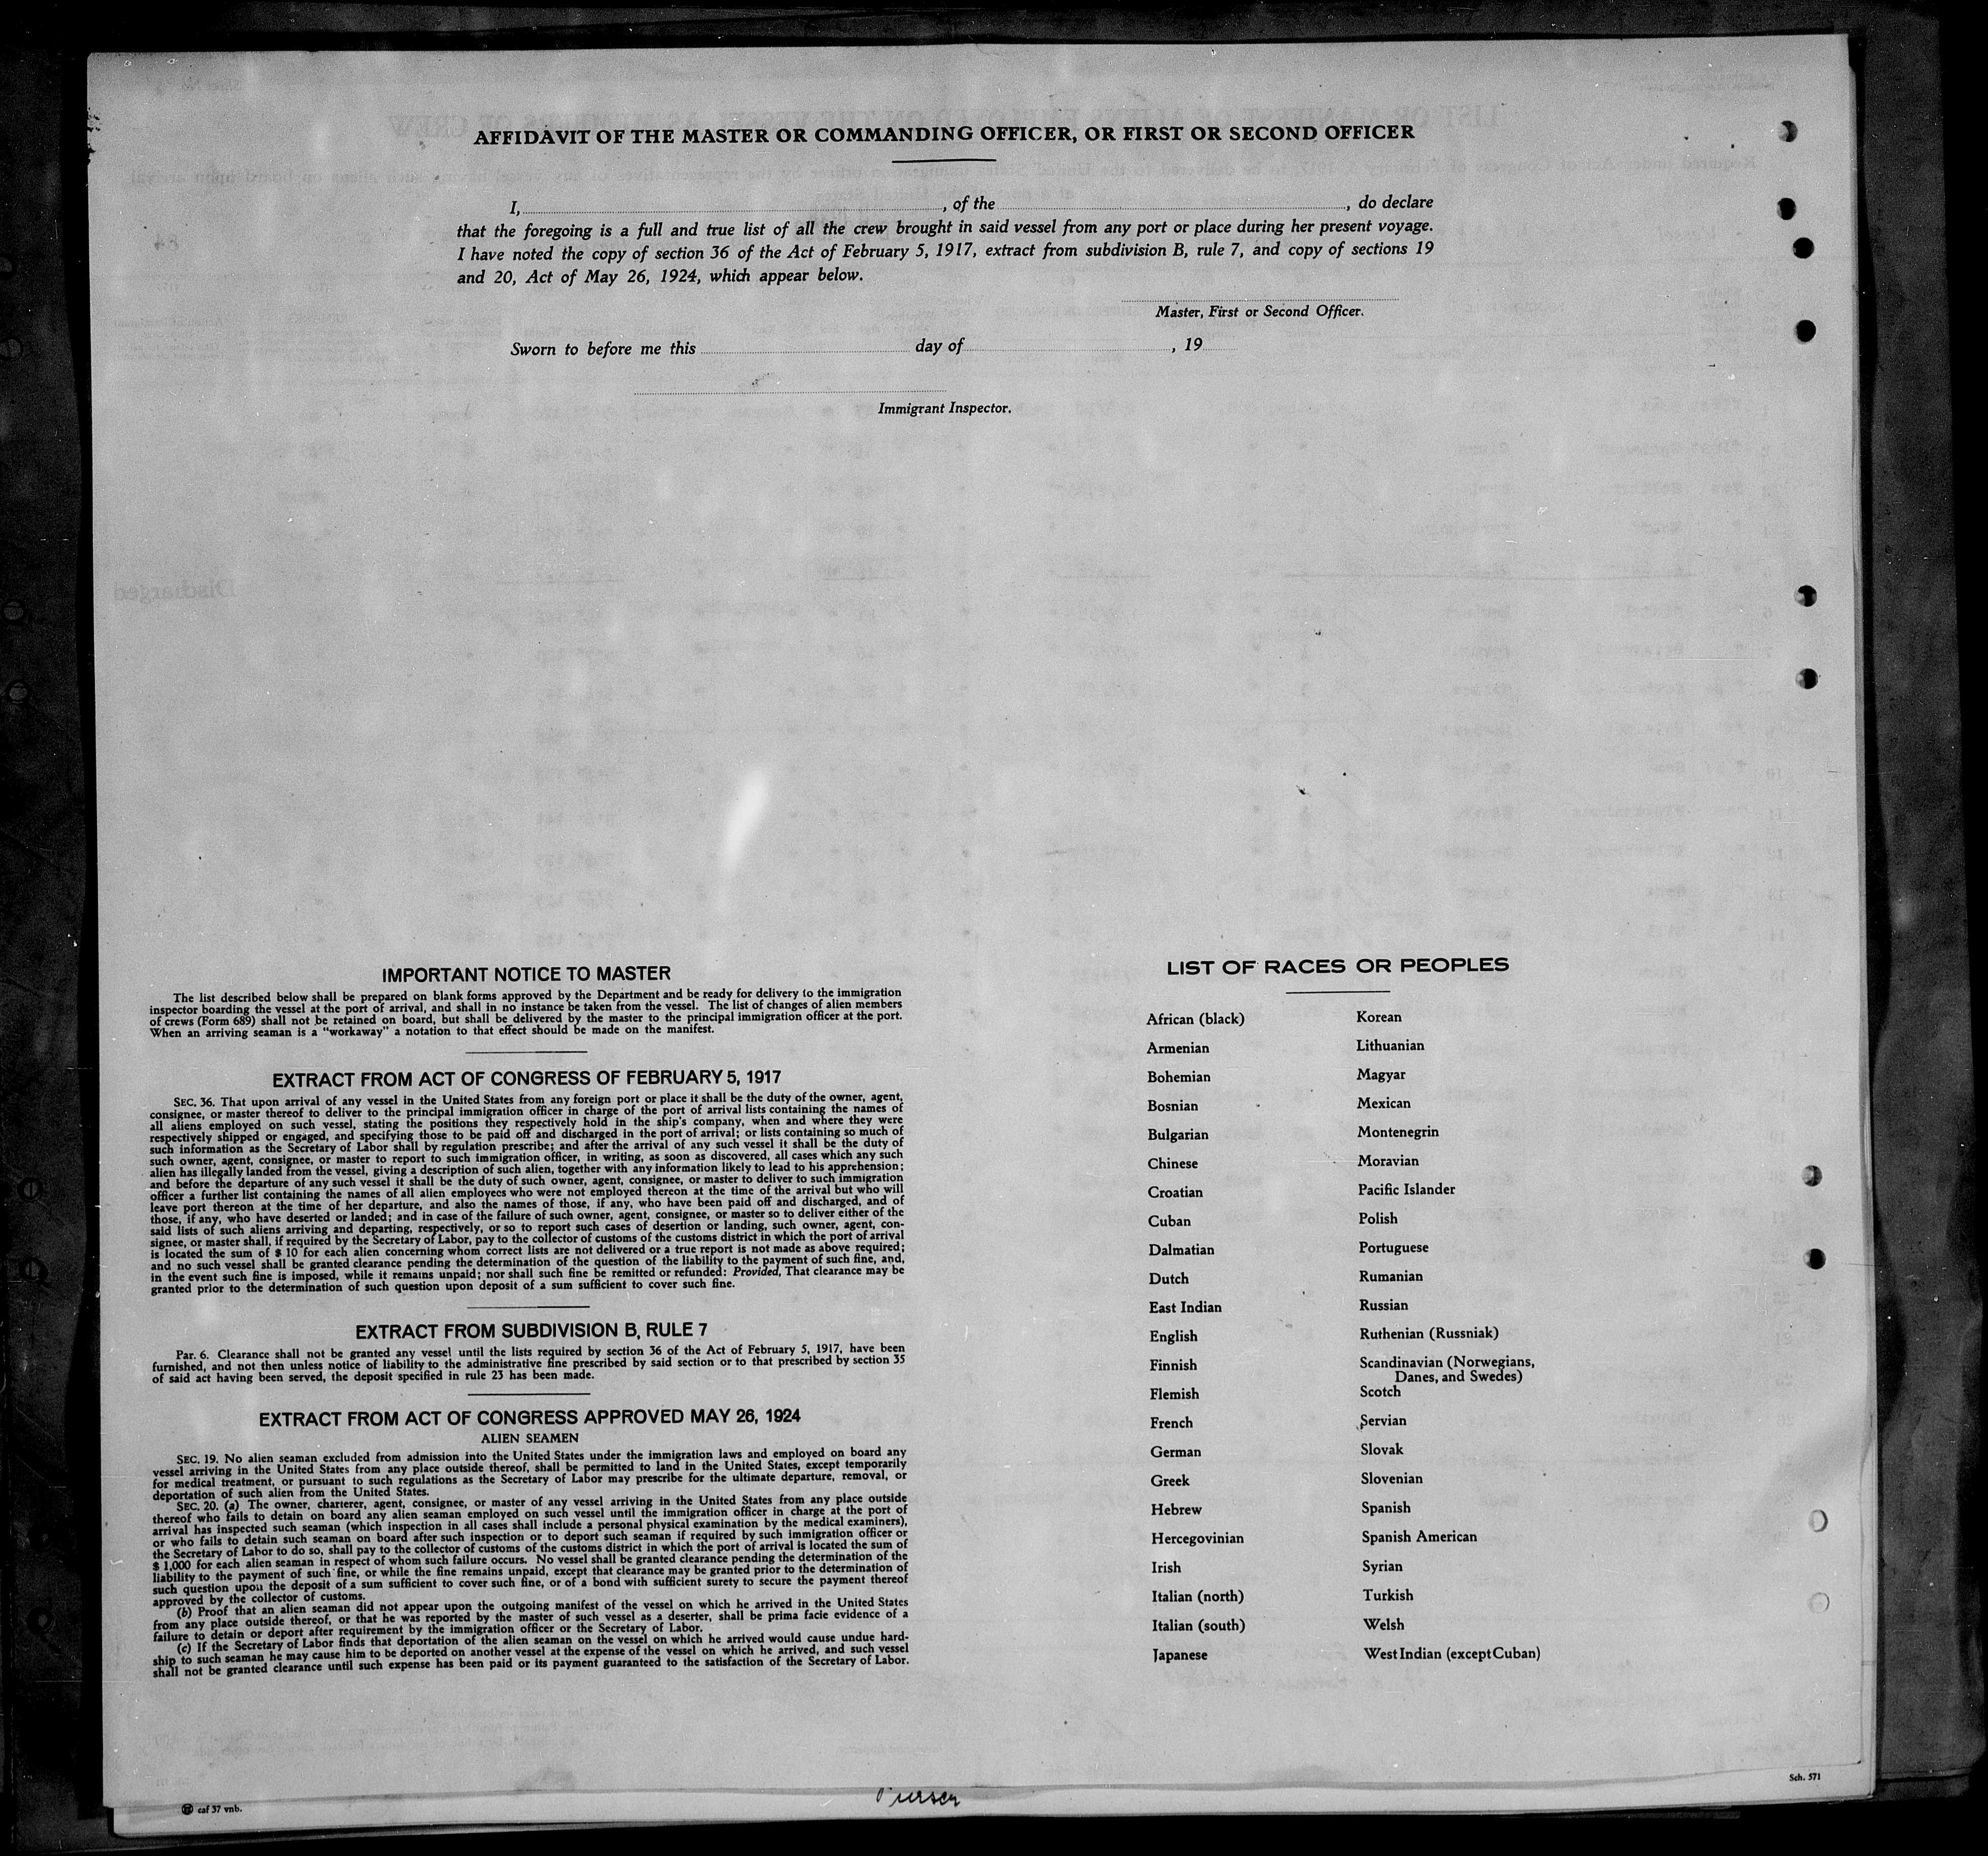 AFFIDAVIT OF THE MASTER OR COMMANDING OFFICER, OR FIRST OR SECOND OFFICER
I, , of the , do declare
that the foregoing is a full and true list of all the crew brought in said vessel from any port or place during her present voyage.
I have noted the copy of section 36 of the Act of February 5, 1917, extract from subdivision B, rule 7, and copy of sections 19
and 20, Act of May 26, 1924, which appear below.
Master, First or Second Officer.
Sworn to before me this day of , 19
Immigrant Inspector.
Discharged
IMPORTANT NOTICE TO MASTER
The list described below shall be prepared on blank forms approved by the Department and be ready for delivery to the immigration
inspector boarding the vessel at the port of arrival, and shall in no instance be taken from the vessel. The list of changes of alien members
of crews (Form 689) shall not be retained on board, but shall be delivered by the master to the principal immigration officer at the port.
When an arriving seaman is a "workaway" a notation to that effect should be made on the manifest.
EXTRACT FROM ACT OF CONGRESS OF FEBRUARY 5, 1917
SEC. 36. That upon arrival of any vessel in the United States from any foreign port or place it shall be the duty of the owner, agent,
consignee, or master thereof to deliver to the principal immigration officer in charge of the port of arrival lists containing the names of
all aliens employed on such vessel, stating the positions they respectively hold in the ship's company, when and where they were
respectively shipped or engaged, and specifying those to be paid off and discharged in the port of arrival; or lists containing so much of
such information as the Secretary of Labor shall by regulation prescribe; and after the arrival of any such vessel it shall be the duty of
such owner, agent, consignee, or master to report to such immigration officer, in writing, as soon as discovered, all cases which any such
alien has illegally landed from the vessel, giving a description of such alien, together with any information likely to lead to his apprehension;
and before the departure of any such vessel it shall be the duty of such owner, agent, consignee, or master to deliver to such immigration
officer a further list containing the names of all alien employees who were not employed thereon at the time of the arrival but who will
leave port thereon at the time of her departure, and also the names of those, if any, who have been paid off and discharged, and of
those, if any, who have deserted or landed; and in case of the failure of such owner, agent, consignee, or master so to deliver either of the
said lists of such aliens arriving and departing, respectively, or so to report such cases of desertion or landing, such owner, agent, con-
signee, or master shall, if required by the Secretary of Labor, pay to the collector of customs of the customs district in which the port of arrival
is located the sum of $ 10 for each alien concerning whom correct lists are not delivered or a true report is not made as above required;
and no such vessel shall be granted clearance pending the determination of the question of the liability to the payment of such fine, and,
in the event such fine is imposed, while it remains unpaid; nor shall such fine be remitted or refunded: Provided, That clearance may be
granted prior to the determination of such question upon deposit of a sum sufficient to cover such fine.
EXTRACT FROM SUBDIVISION B, RULE 7
Par. 6. Clearance shall not be granted any vessel until the lists required by section 36 of the Act of February 5, 1917, have been
furnished, and not then unless notice of liability to the administrative fine prescribed by said section or to that prescribed by section 35
of said act having been served, the deposit specified in rule 23 has been made.
EXTRACT FROM ACT OF CONGRESS APPROVED MAY 26, 1924
ALIEN SEAMEN
SEC. 19. No alien seaman excluded from admission into the United States under the immigration laws and employed on board any
vessel arriving in the United States from any place outside thereof, shall be permitted to land in the United States, except temporarily
for medical treatment, or pursuant to such regulations as the Secretary of Labor may prescribe for the ultimate departure, removal, or
deportation of such alien from the United States.
SEC. 20. (a) The owner, charterer, agent, consignee, or master of any vessel arriving in the United States from any place outside
thereof who fails to detain on board any alien seaman employed on such vessel until the immigration officer in charge at the port of
arrival has inspected such seaman (which inspection in all cases shall include a personal physical examination by the medical examiners),
or who fails to detain such seaman on board after such inspection or to deport such seaman if required by such immigration officer or
the Secretary of Labor to do so, shall pay to the collector of customs of the customs district in which the port of arrival is located the sum of
$ 1,000 for each alien seaman in respect of whom such failure occurs. No vessel shall be granted clearance pending the determination of the
liability to the payment of such fine, or while the fine remains unpaid, except that clearance may be granted prior to the determination of
such question upon the deposit of a sum sufficient to cover such fine, or of a bond with sufficient surety to secure the payment thereof
approved by the collector of customs.
(b) Proof that an alien seaman did not appear upon the outgoing manifest of the vessel on which he arrived in the United States
from any place outside thereof, or that he was reported by the master of such vessel as a deserter, shall be prima facie evidence of a
failure to detain or deport after requirement by the immigration officer or the Secretary of Labor.
(c) If the Secretary of Labor finds that deportation of the alien seaman on the vessel on which he arrived would cause undue hard-
ship to such seaman he may cause him to be deported on another vessel at the expense of the vessel on which he arrived, and such vessel
shall not be granted clearance until such expense has been paid or its payment guaranteed to the satisfaction of the Secretary of Labor.
LIST OF RACES OR PEOPLES
African (black)
Armenian
Bohemian
Bosnian
Bulgarian
Chinese
Croatian
Cuban
Dalmatian
Dutch
East Indian
English
Finnish
Flemish
French
German
Greek
Hebrew
Hercegovinian
Irish
Italian (north)
Italian (south)
Japanese
Korean
Lithuanian
Magyar
Mexican
Montenegrin
Moravian
Pacific Islander
Polish
Portuguese
Rumanian
Russian
Ruthenian (Russniak)
Scandinavian (Norwegians,
Danes, and Swedes)
Scotch
Servian
Slovak
Slovenian
Spanish
Spanish American
Syrian
Turkish
Welsh
West Indian (except Cuban)
Sch. 571
caf 37 vnb.
Purser